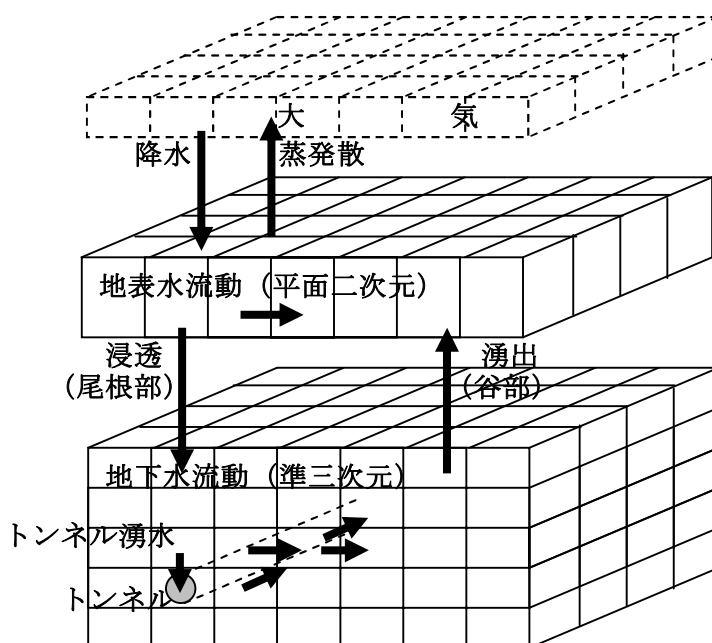 大 気
降水
蒸発散
地表水流動（平面二次元）
浸透
（尾根部）
湧出
（谷部）
地下水流動（準三次元）
トンネル湧水
トンネル